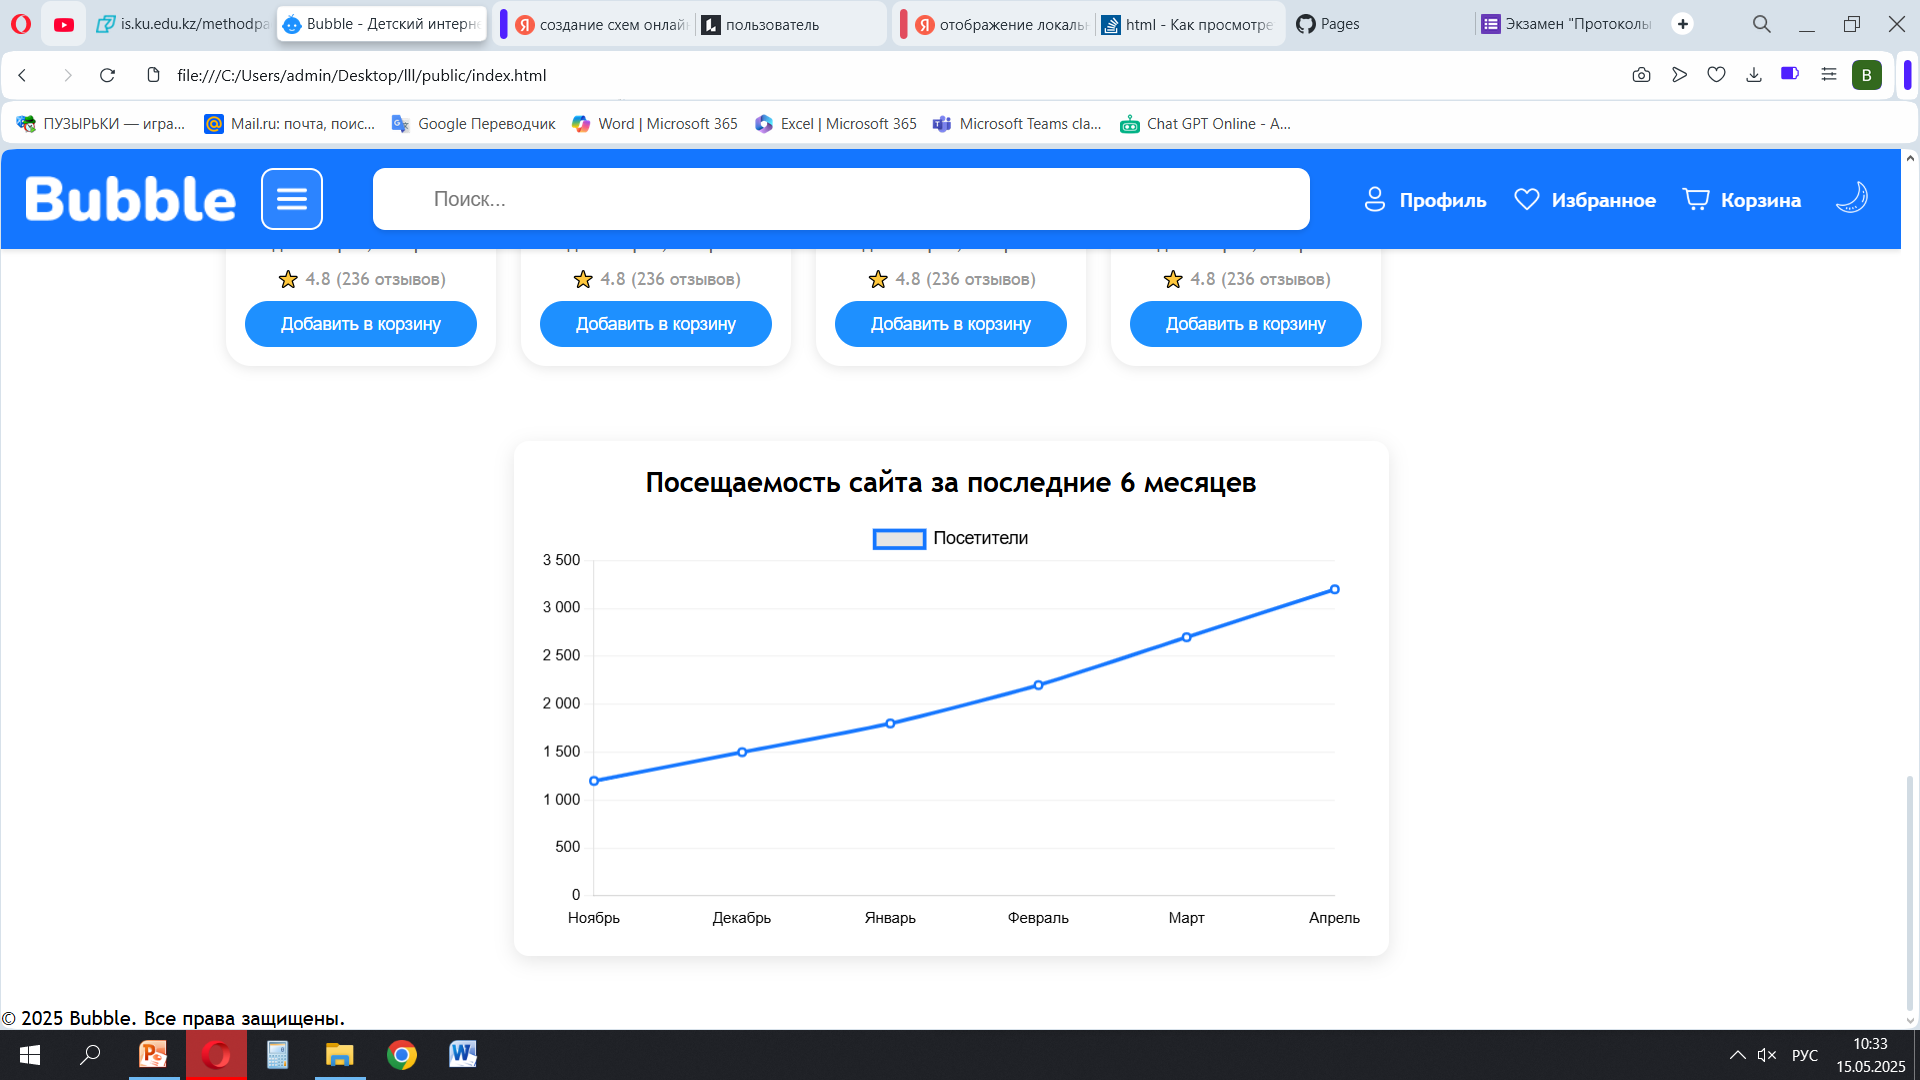 is.ku.edu.kz/methodpa
Bubble - Детский интерне
создание схем онлай
пользователь
отображение локаль
html - Как просмотре
Pages
Экзамен "Протоколы
file:///C:/Users/admin/Desktop/lll/public/index.html
B
ПУЗЫРЬКИ — игра...
Mail.ru: почта, поис...
Google Переводчик
Word | Microsoft 365
Excel | Microsoft 365
Microsoft Teams cla...
Chat GPT Online - A...
Bubble
Поиск...
Профиль
Избранное
Корзина
4.8 (236 отзывов)
4.8 (236 отзывов)
4.8 (236 отзывов)
4.8 (236 отзывов)
Добавить в корзину
Добавить в корзину
Добавить в корзину
Добавить в корзину
Посещаемость сайта за последние 6 месяцев
Посетители
3 500
3 000
2 500
2 000
1 500
1 000
500
0
Ноябрь
Декабрь
Январь
Февраль
Март
Апрель
© 2025 Bubble. Все права защищены.
РУС
10:33
15.05.2025